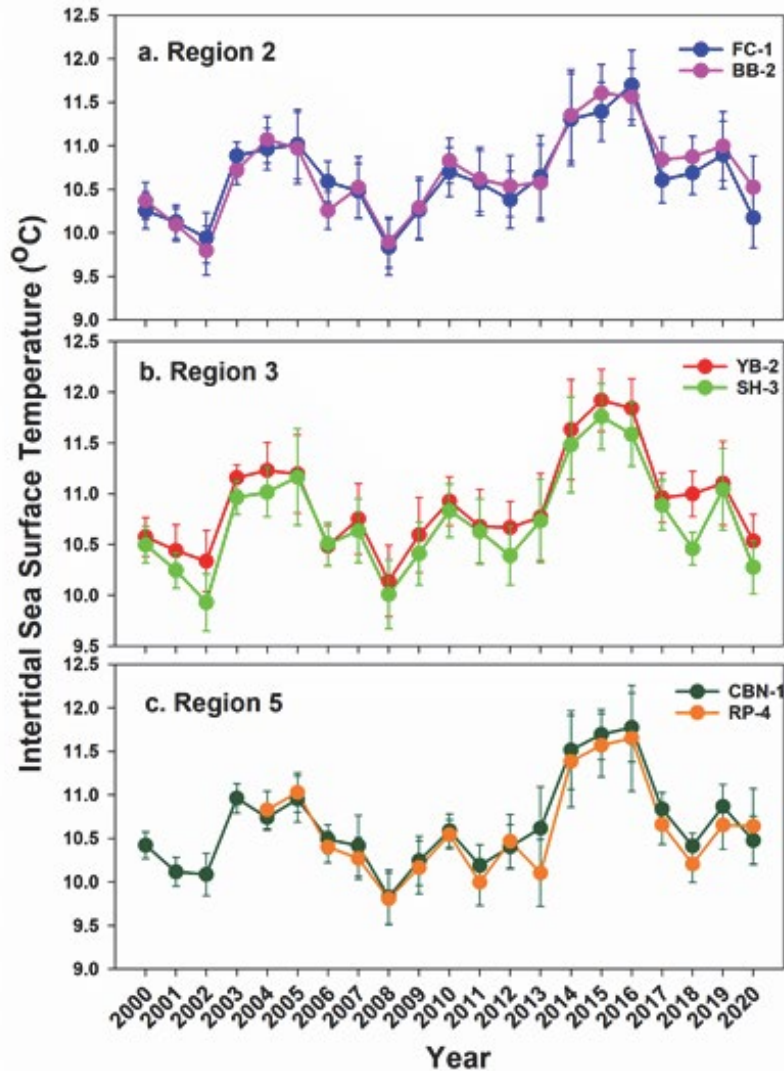 12.5
a. Region 2
FC-1
12.0
BB-2
11.5
11.0
10.5
10.0
9.5
9.0
12.5
b. Region 3
YB-2
12.0
SH-3
11.5
11.0
10.5
10.0
9.5
12.5
c. Region 5
CBN-1
12.0
RP-4
11.5
11.0
10.5
10.0
9.5
9.0
Intertidal Sea Surface Temperature (⁰C)
2000 2001 2002 2003 2004 2005 2006 2007 2008 2009 2010 2011 2012 2013 2014 2015 2016 2017 2018 2019 2020
Year